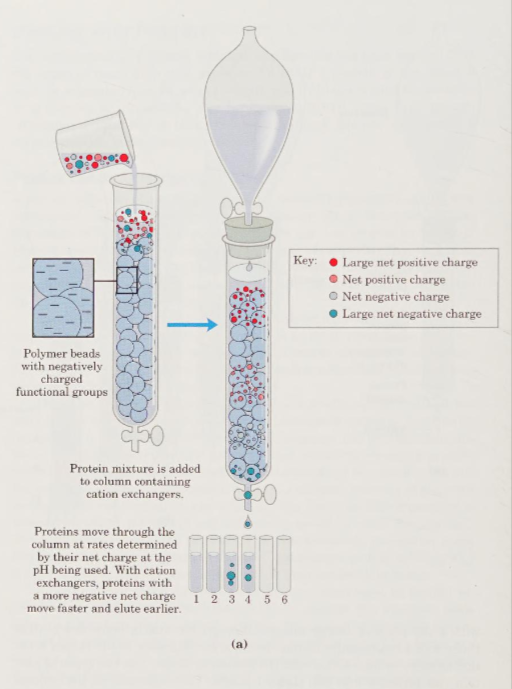 Key:
Large net positive charge
Net positive charge
Net negative charge
Large net negative charge
Polymer beads
with negatively
charged
functional groups
Protein mixture is added
to column containing
cation exchangers.
Proteins move through the
column at rates determined
by their net charge at the
pH being used. With cation
exchangers, proteins with
a more negative net charge
move faster and elute earlier.
1 2 3 4 5 6
(a)